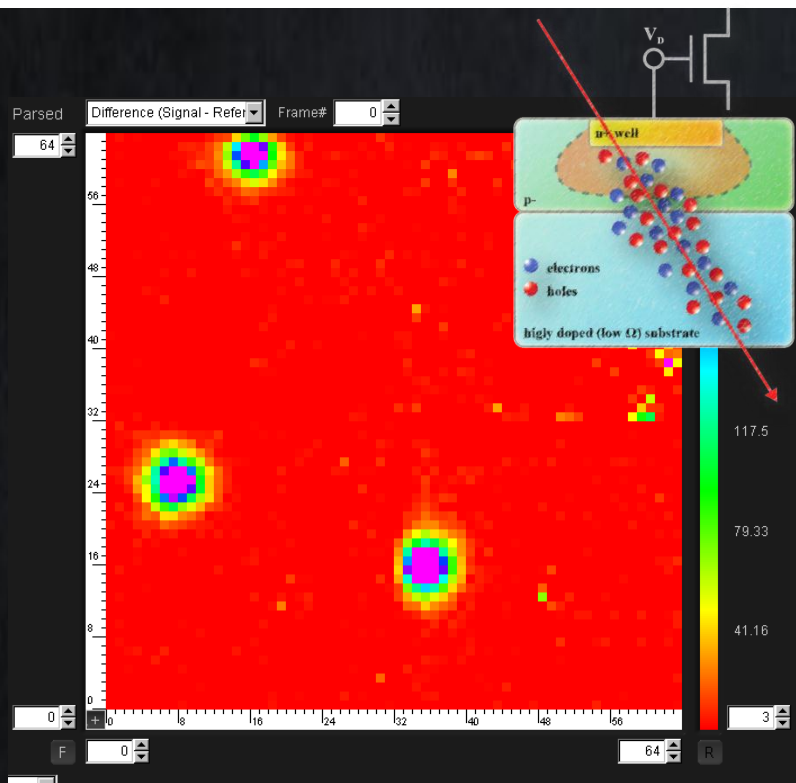 V_D
Parsed
Difference (Signal - Refer
Frame#
0
64
n+ well
p-
electrons
holes
higly doped (low Ω) substrate
56
48
40
32
24
16
8
0
117.5
79.33
41.16
0
+
0
8
16
24
32
40
48
56
3
F
0
64
R